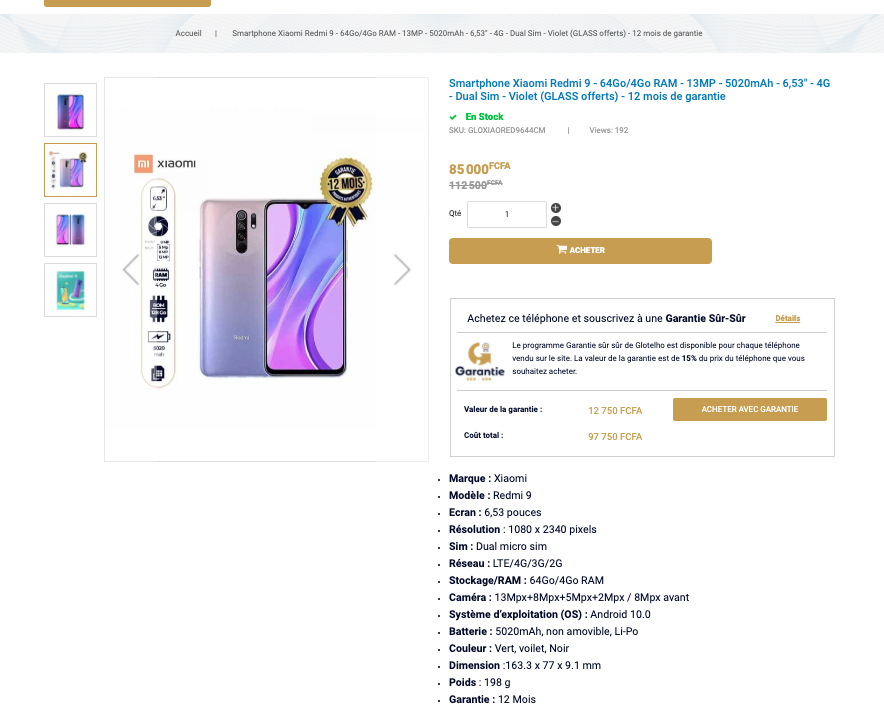 Accueil | Smartphone Xiaomi Redmi 9 - 64Go/4Go RAM - 13MP - 5020mAh - 6,53" - 4G - Dual Sim - Violet (GLASS offerts) - 12 mois de garantie
Smartphone Xiaomi Redmi 9 - 64Go/4Go RAM - 13MP - 5020mAh - 6,53" - 4G
- Dual Sim - Violet (GLASS offerts) - 12 mois de garantie
En Stock
SKU: GLOXIAORED9644CM | Views: 192
85 000FCFA
112 500FCFA
Qté 1
ACHETER
mi xiaomi
GARANTIE
12 MOIS
6,53"
RAM
4Go
ROM
128 Go
5020
mAh
Redmi
Achetez ce téléphone et souscrivez à une Garantie Sûr-Sûr Détails
Garantie
SÛR - SÛR
Le programme Garantie sûr sûr de Glotelho est disponible pour chaque téléphone
vendu sur le site. La valeur de la garantie est de 15% du prix du téléphone que vous
souhaitez acheter.
Valeur de la garantie : 12 750 FCFA
ACHETER AVEC GARANTIE
Coût total : 97 750 FCFA
Marque : Xiaomi
Modèle : Redmi 9
Ecran : 6,53 pouces
Résolution : 1080 x 2340 pixels
Sim : Dual micro sim
Réseau : LTE/4G/3G/2G
Stockage/RAM : 64Go/4Go RAM
Caméra : 13Mpx+8Mpx+5Mpx+2Mpx / 8Mpx avant
Système d'exploitation (OS) : Android 10.0
Batterie : 5020mAh, non amovible, Li-Po
Couleur : Vert, voilet, Noir
Dimension :163.3 x 77 x 9.1 mm
Poids : 198 g
Garantie : 12 Mois